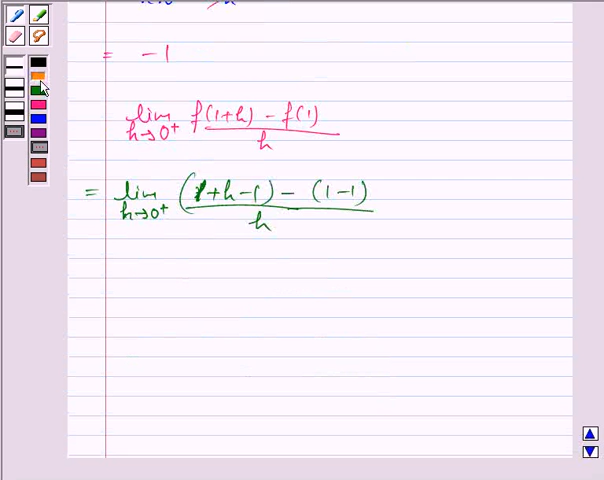 = -1
lim h→0⁺ f(1+h) - f(1) / h
= lim h→0⁺ (1+h-1) - (1-1) / h